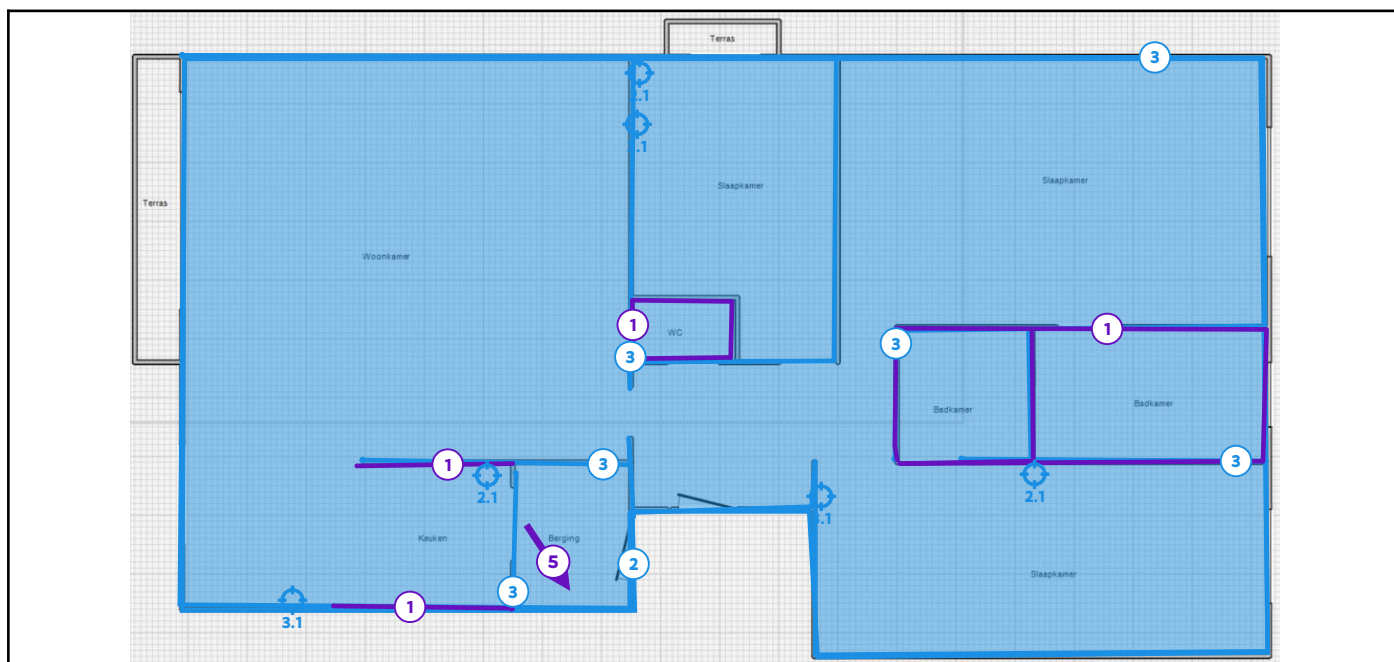 Terras
3
2.1
.1
Slaapkamer
Slaapkamer
Terras
Woonkamer
1
WC
3
1
3
Badkamer
Badkamer
1
3
3
2.1
2.1
.1
Keuken
Berging
5
2
3
Slaapkamer
1
3.1